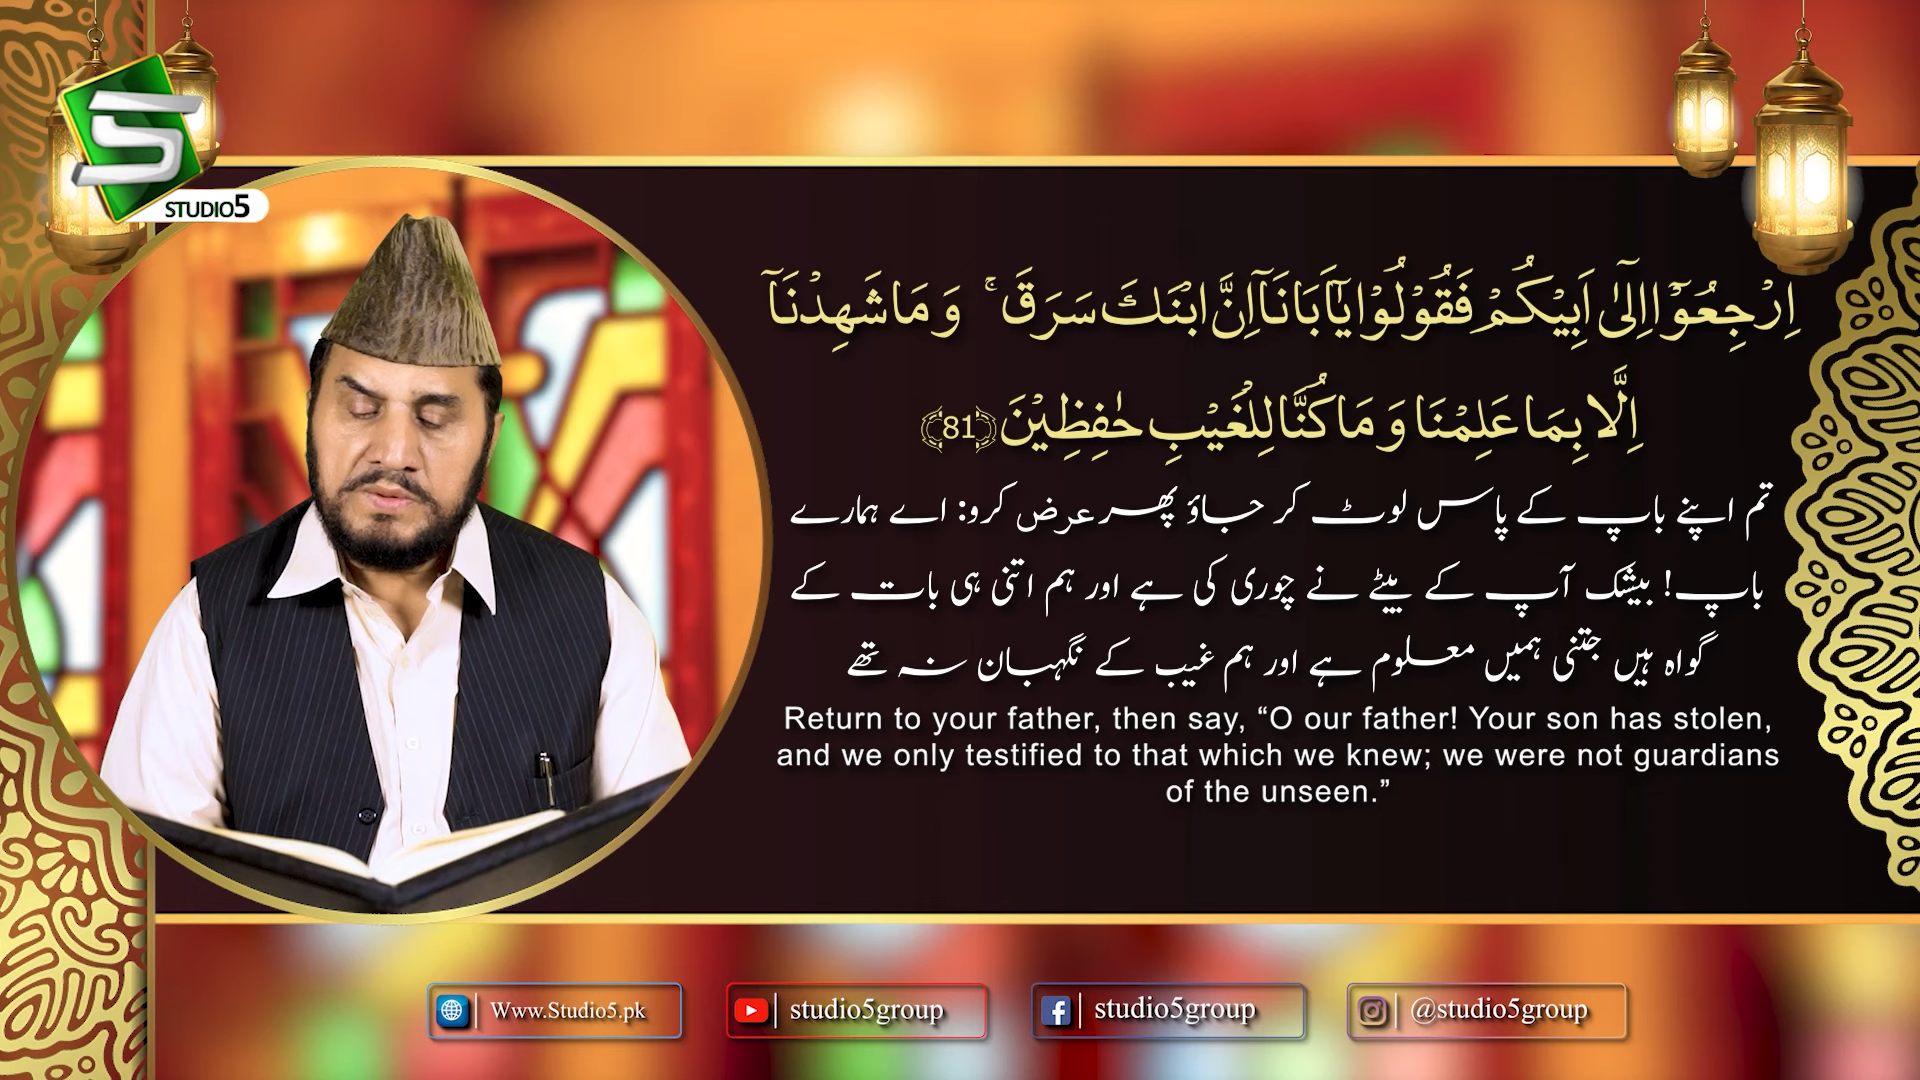 STUDIO5
اِرْجِعُوْۤا اِلٰۤى اَبِیْكُمْ فَقُوْلُوْا یٰۤاَبَانَاۤ اِنَّ ابْنَكَ سَرَقَ ۚ وَ مَا شَهِدْنَاۤ
اِلَّا بِمَا عَلِمْنَا وَ مَا كُنَّا لِلْغَیْبِ حٰفِظِیْنَ ﴿81﴾
تم اپنے باپ کے پاس لوٹ کر جاؤ پھر عرض کرو: اے ہمارے
باپ! بیشک آپ کے بیٹے نے چوری کی ہے اور ہم اتنی ہی بات کے
گواہ ہیں جتنی ہمیں معلوم ہے اور ہم غیب کے نگہبان نہ تھے
Return to your father, then say, “O our father! Your son has stolen,
and we only testified to that which we knew; we were not guardians
of the unseen.”
Www.Studio5.pk
studio5group
studio5group
@studio5group